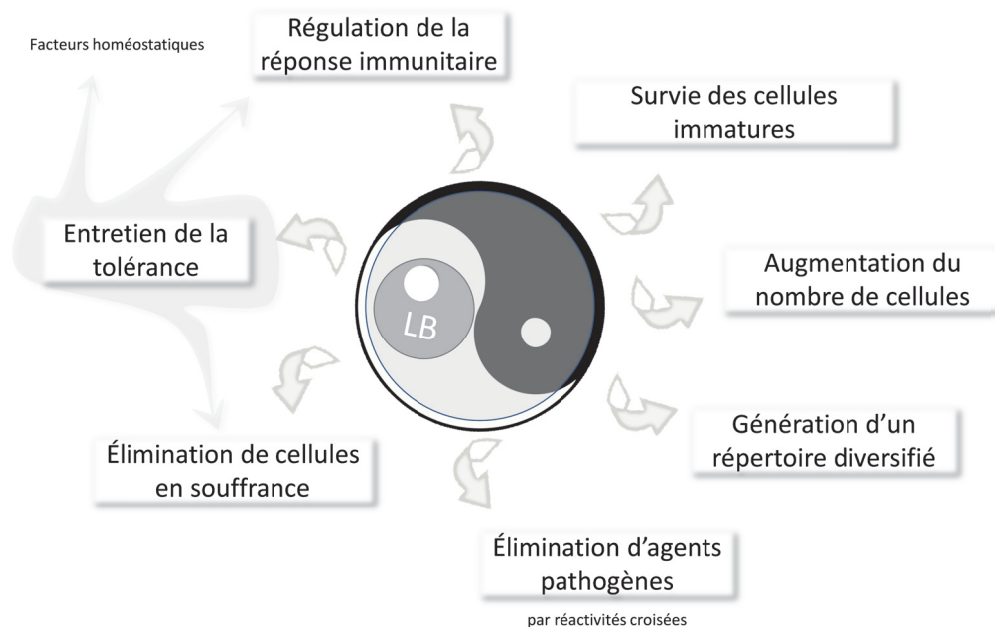 Facteurs homéostatiques
Régulation de la
réponse immunitaire
Survie des cellules
immatures
Entretien de la
tolérance
LB
Augmentation du
nombre de cellules
Génération d’un
répertoire diversifié
Élimination de cellules
en souffrance
Élimination d’agents
pathogènes
par réactivités croisées